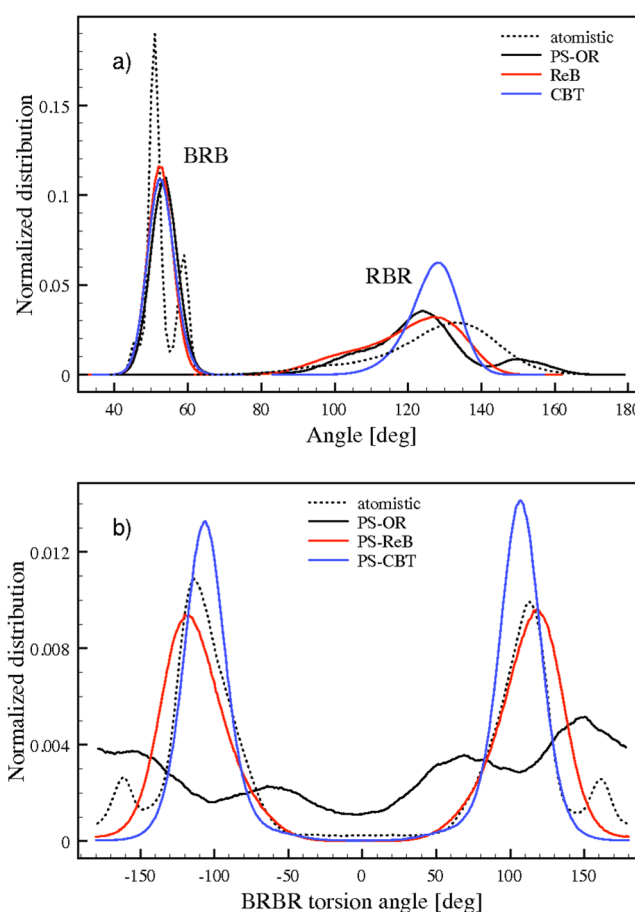 a)
atomistic
PS-OR
ReB
CBT
BRB
RBR
Normalized distribution
0.15
0.1
0.05
0
40 60 80 100 120 140 160 180
Angle [deg]
b)
atomistic
PS-OR
PS-ReB
PS-CBT
Normalized distribution
0.012
0.008
0.004
0
-150 -100 -50 0 50 100 150
BRBR torsion angle [deg]